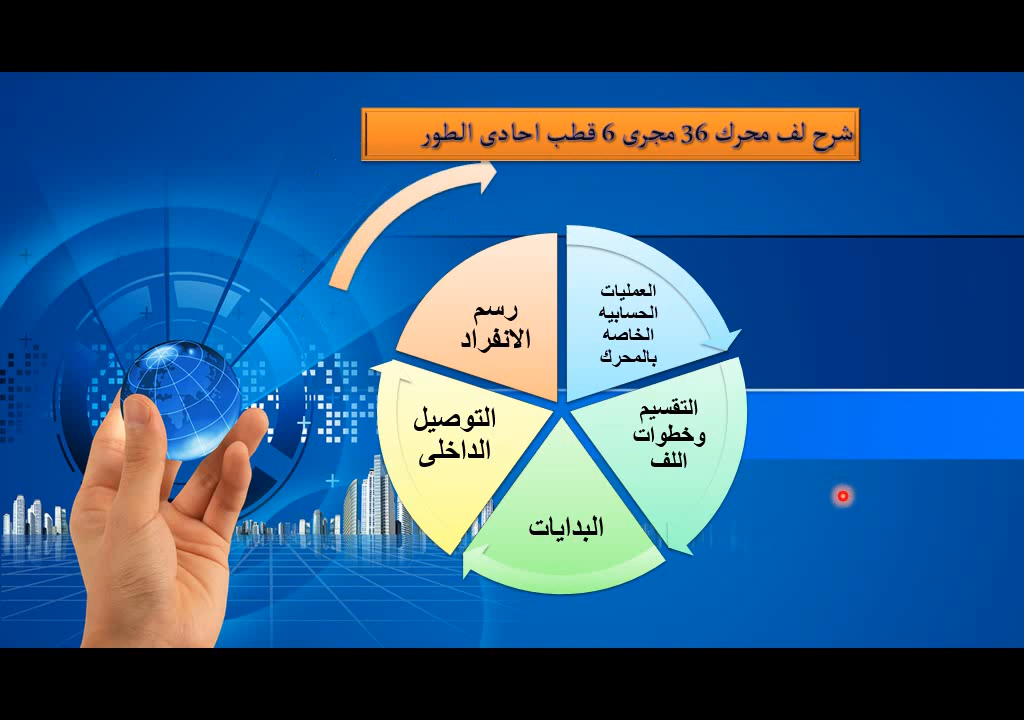 شرح لف محرك 36 مجرى 6 قطب احادى الطور
العمليات
الحسابيه
الخاصه
بالمحرك
التقسيم
وخطوات
اللف
البدايات
التوصيل
الداخلى
رسم
الانفراد